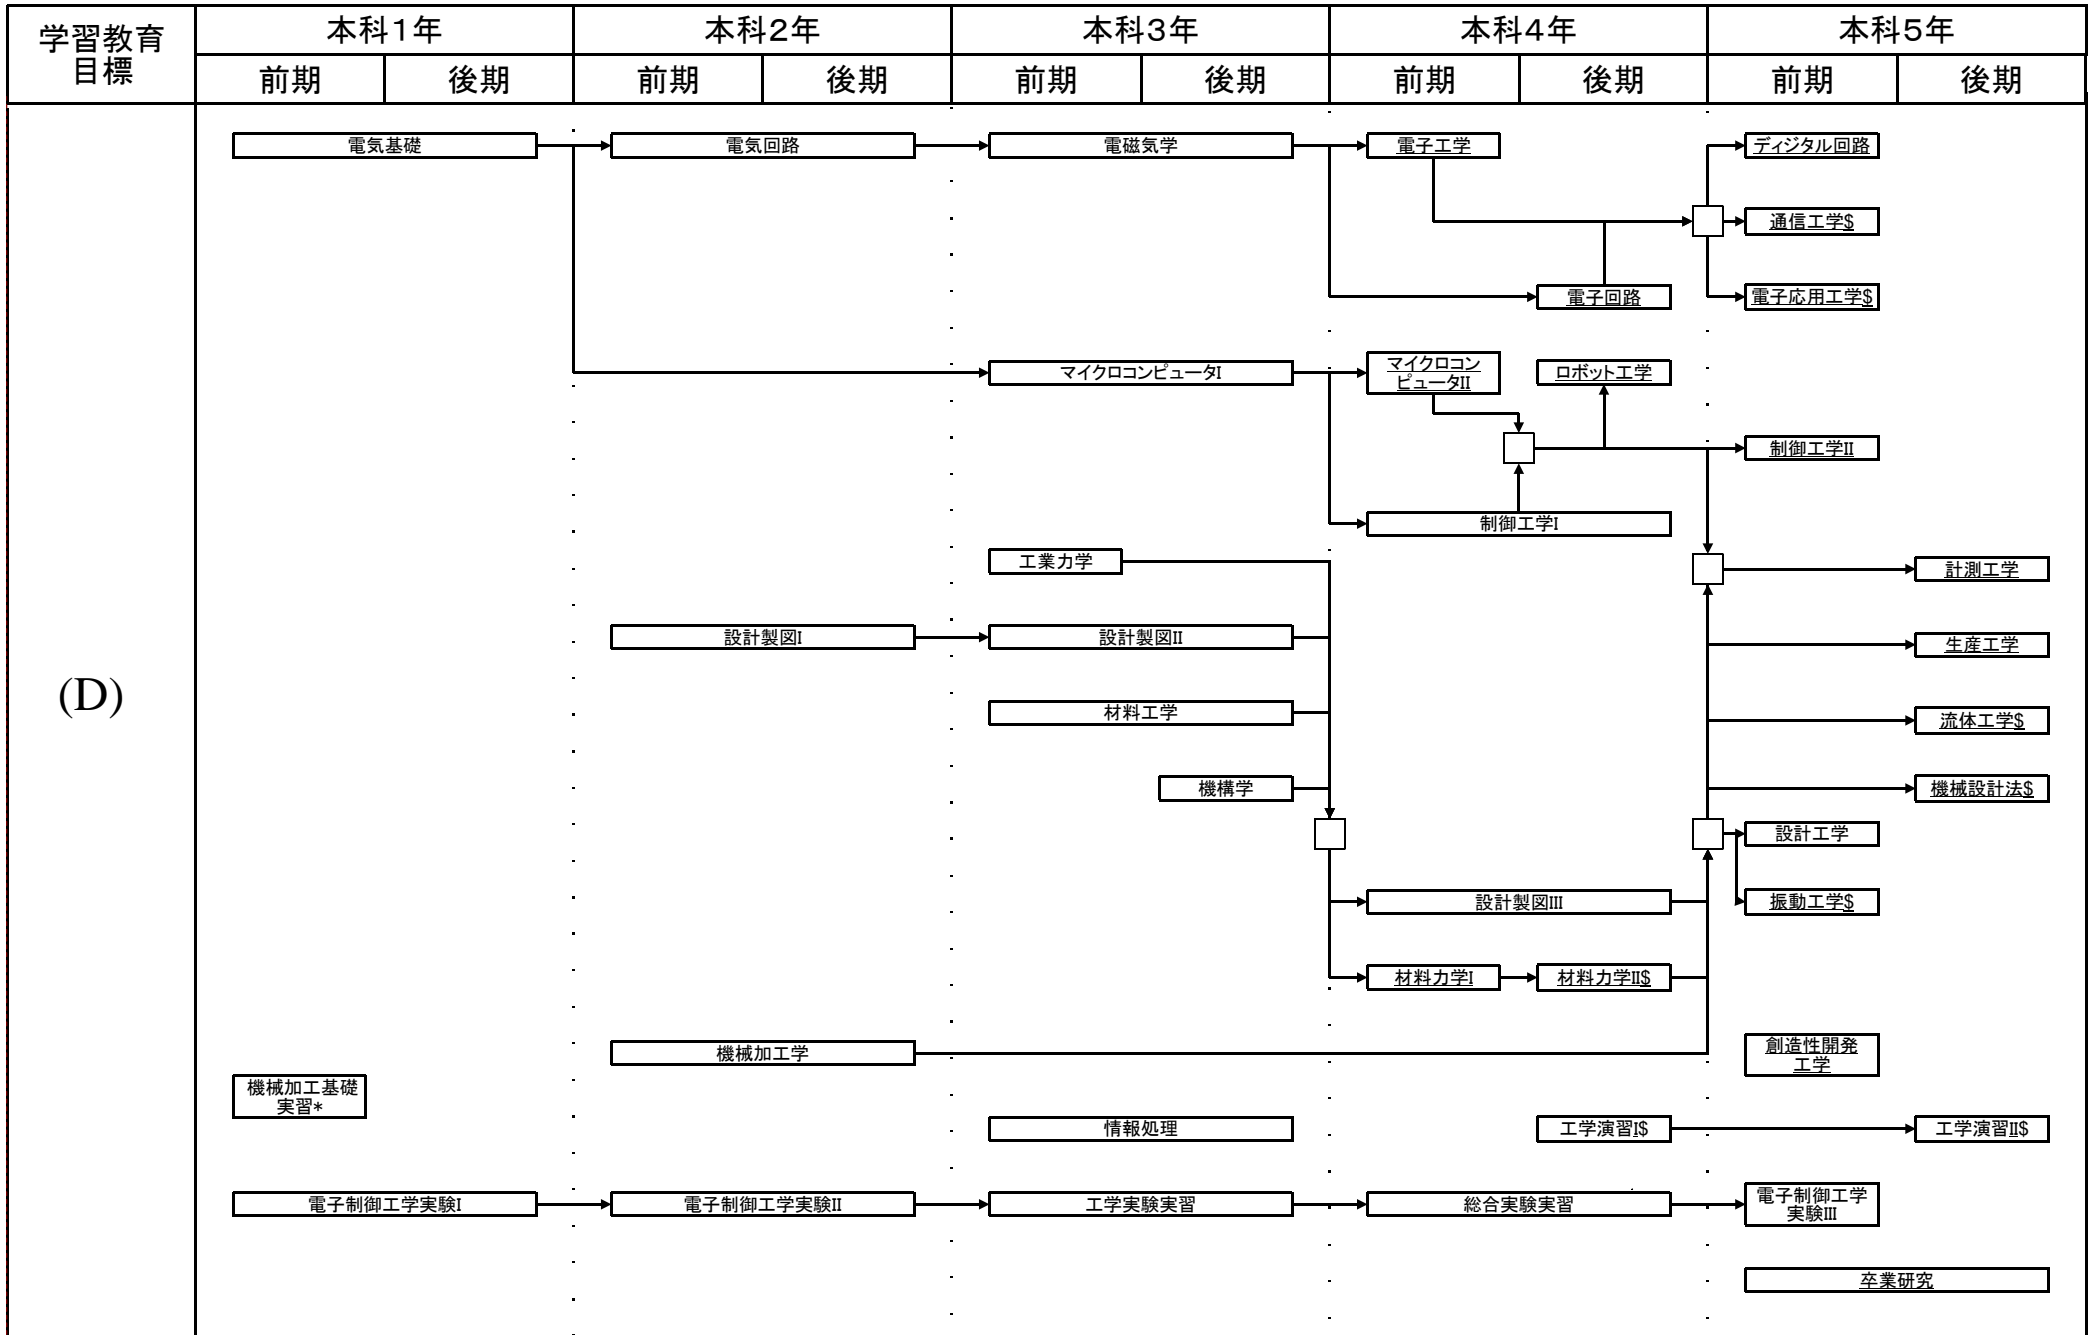 学習教育
目標
本科1年
本科2年
本科3年
本科4年
本科5年
前期
後期
前期
後期
前期
後期
前期
後期
前期
後期
電気基礎
電気回路
電磁気学
電子工学
ディジタル回路
通信工学$
電子回路
電子応用工学$
マイクロコンピュータI
マイクロコン
ピュータII
ロボット工学
制御工学II
制御工学I
工業力学
計測工学
設計製図I
設計製図II
生産工学
(D)
材料工学
流体工学$
機構学
機械設計法$
設計工学
設計製図III
振動工学$
材料力学I
材料力学II$
機械加工学
創造性開発
工学
機械加工基礎
実習*
情報処理
工学演習I$
工学演習II$
電子制御工学実験I
電子制御工学実験II
工学実験実習
総合実験実習
電子制御工学
実験III
卒業研究